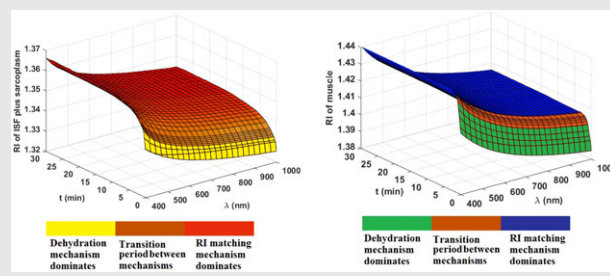 1.37
1.36
1.35
1.34
1.33
1.32
RI of ISF plus sarcoplasm
30
25
20
15
10
5
0
t (min)
400
500
600
700
800
900
1000
λ (nm)
Dehydration
mechanism
dominates
Transition
period between
mechanisms
RI matching
mechanism
dominates
1.44
1.43
1.42
1.41
1.4
1.39
1.38
RI of muscle
30
25
20
15
10
5
0
t (min)
400
500
600
700
800
900
100
λ (nm)
Dehydration
mechanism
dominates
Transition
period between
mechanisms
RI matching
mechanism
dominates